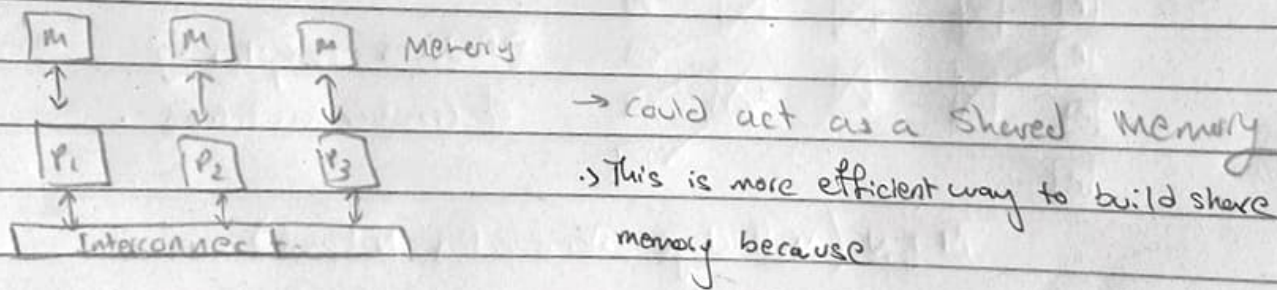 M M M Memory
→ Could act as a shared Memory
P1 P2 P3
.> This is more efficient way to build share
Interconnect.
memory because